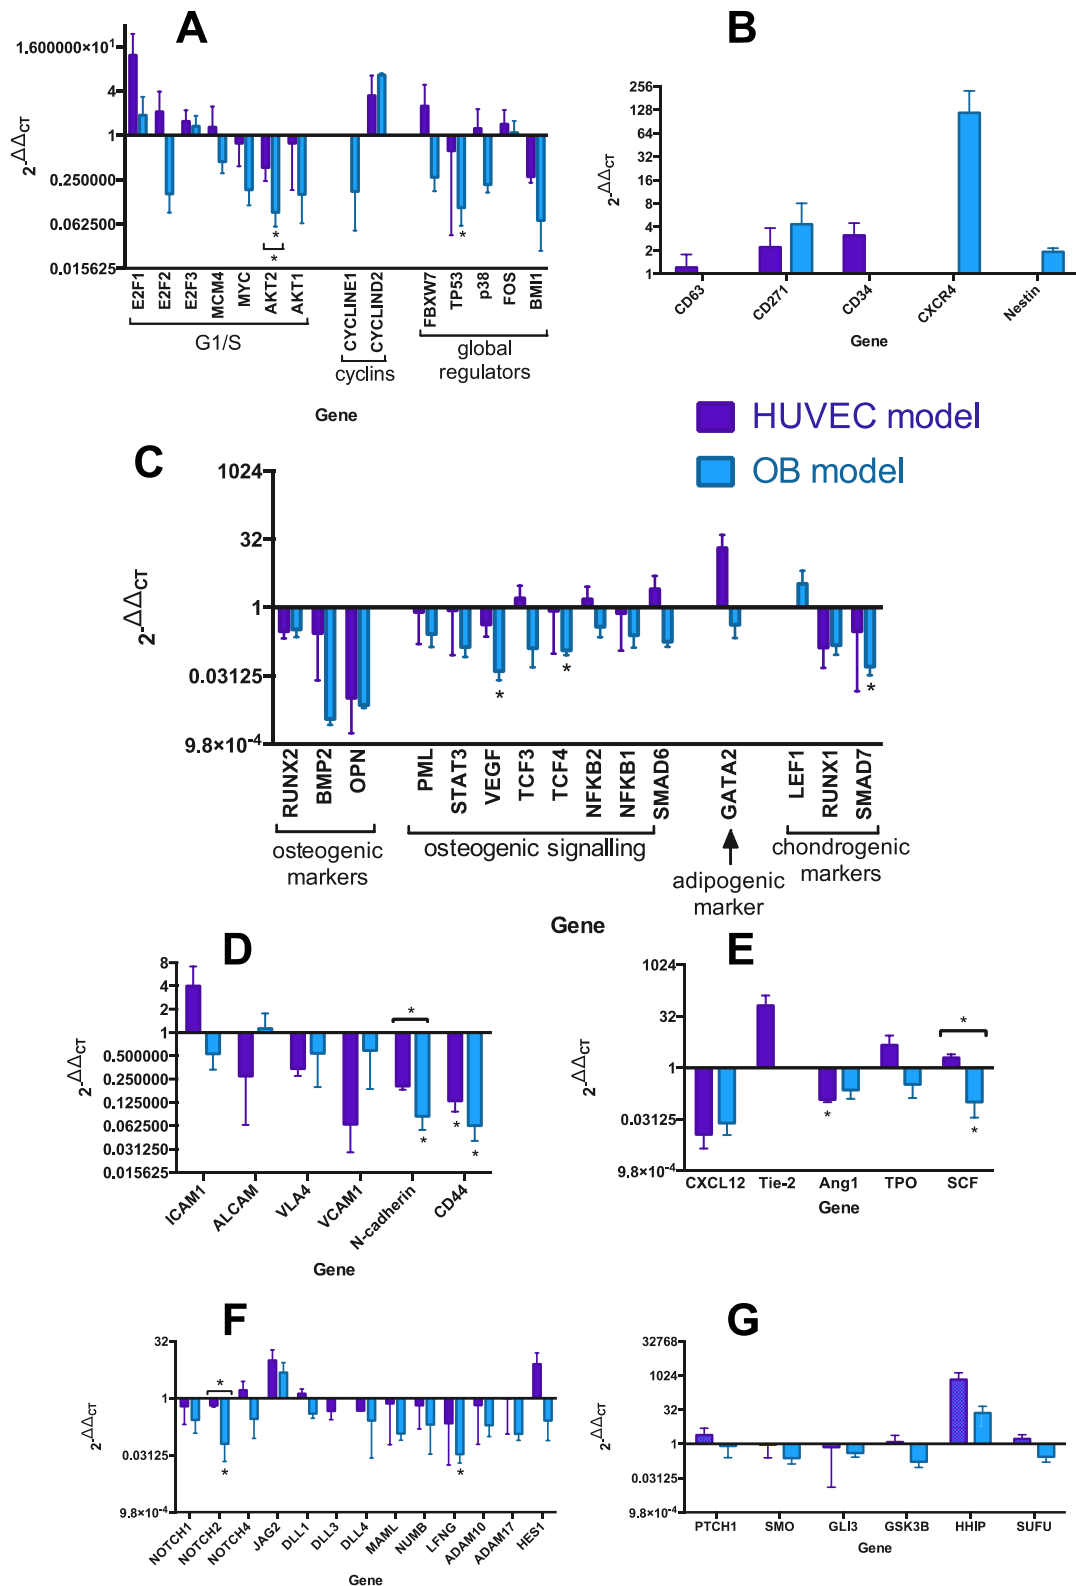 A
2-ΔΔCT
1.600000×10¹
4
1
0.250000
0.062500
0.015625
*
*
*
E2F1
E2F2
E2F3
MCM4
MYC
AKT2
AKT1
CYCLINE1
CYCLIND2
FBXW7
TP53
p38
FOS
BMI1
G1/S
cyclins
global
regulators
Gene
B
2-ΔΔCT
256
128
64
32
16
8
4
2
1
CD63
CD271
CD34
CXCR4
Nestin
Gene
HUVEC model
OB model
C
2-ΔΔCT
1024
32
1
0.03125
9.8×10⁻⁴
*
*
*
RUNX2
BMP2
OPN
PML
STAT3
VEGF
TCF3
TCF4
NFKB2
NFKB1
SMAD6
GATA2
LEF1
RUNX1
SMAD7
osteogenic
markers
osteogenic signalling
adipogenic
marker
chondrogenic
markers
Gene
D
2-ΔΔCT
8
4
2
1
0.500000
0.250000
0.125000
0.062500
0.031250
0.015625
*
*
*
*
ICAM1
ALCAM
VLA4
VCAM1
N-cadherin
CD44
Gene
E
2-ΔΔCT
1024
32
1
0.03125
9.8×10⁻⁴
*
*
*
CXCL12
Tie-2
Ang1
TPO
SCF
Gene
F
2-ΔΔCT
32
1
0.03125
9.8×10⁻⁴
*
*
*
NOTCH1
NOTCH2
NOTCH4
JAG2
DLL1
DLL3
DLL4
MAML
NUMB
LFNG
ADAM10
ADAM17
HES1
Gene
G
2-ΔΔCT
32768
1024
32
1
0.03125
9.8×10⁻⁴
PTCH1
SMO
GLI3
GSK3B
HHIP
SUFU
Gene